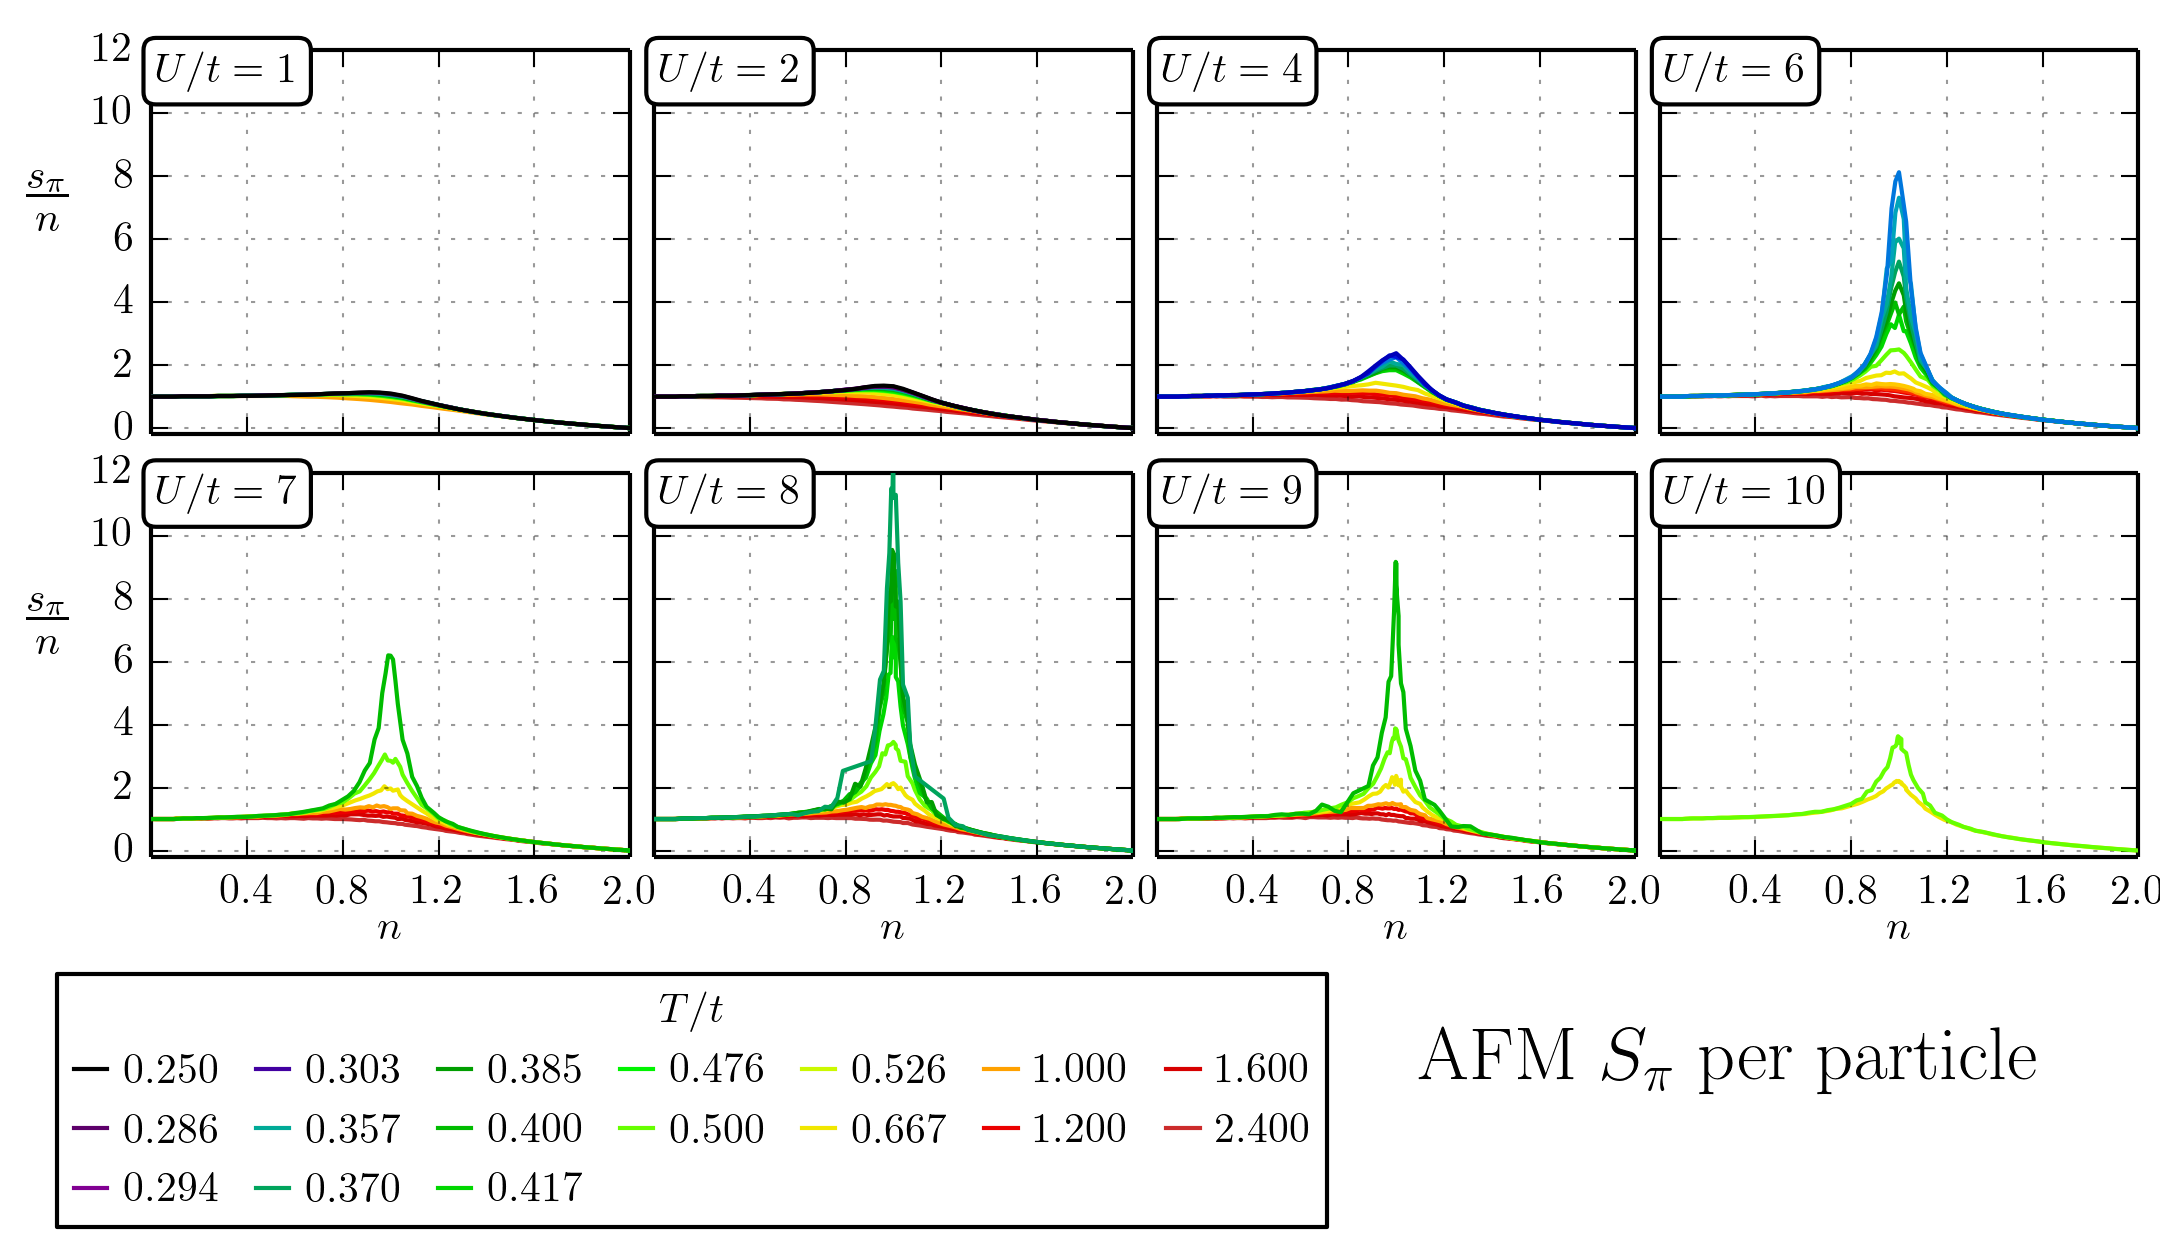 U/t = 1
U/t = 2
U/t = 4
U/t = 6
12
10
8
6
4
2
0
s_π
n
U/t = 7
U/t = 8
U/t = 9
U/t = 10
12
10
8
6
4
2
0
s_π
n
0.4 0.8 1.2 1.6 2.0
0.4 0.8 1.2 1.6 2.0
0.4 0.8 1.2 1.6 2.0
0.4 0.8 1.2 1.6 2.0
n
n
n
n
T/t
0.250 0.303 0.385 0.476 0.526 1.000 1.600
0.286 0.357 0.400 0.500 0.667 1.200 2.400
0.294 0.370 0.417
AFM S_π per particle